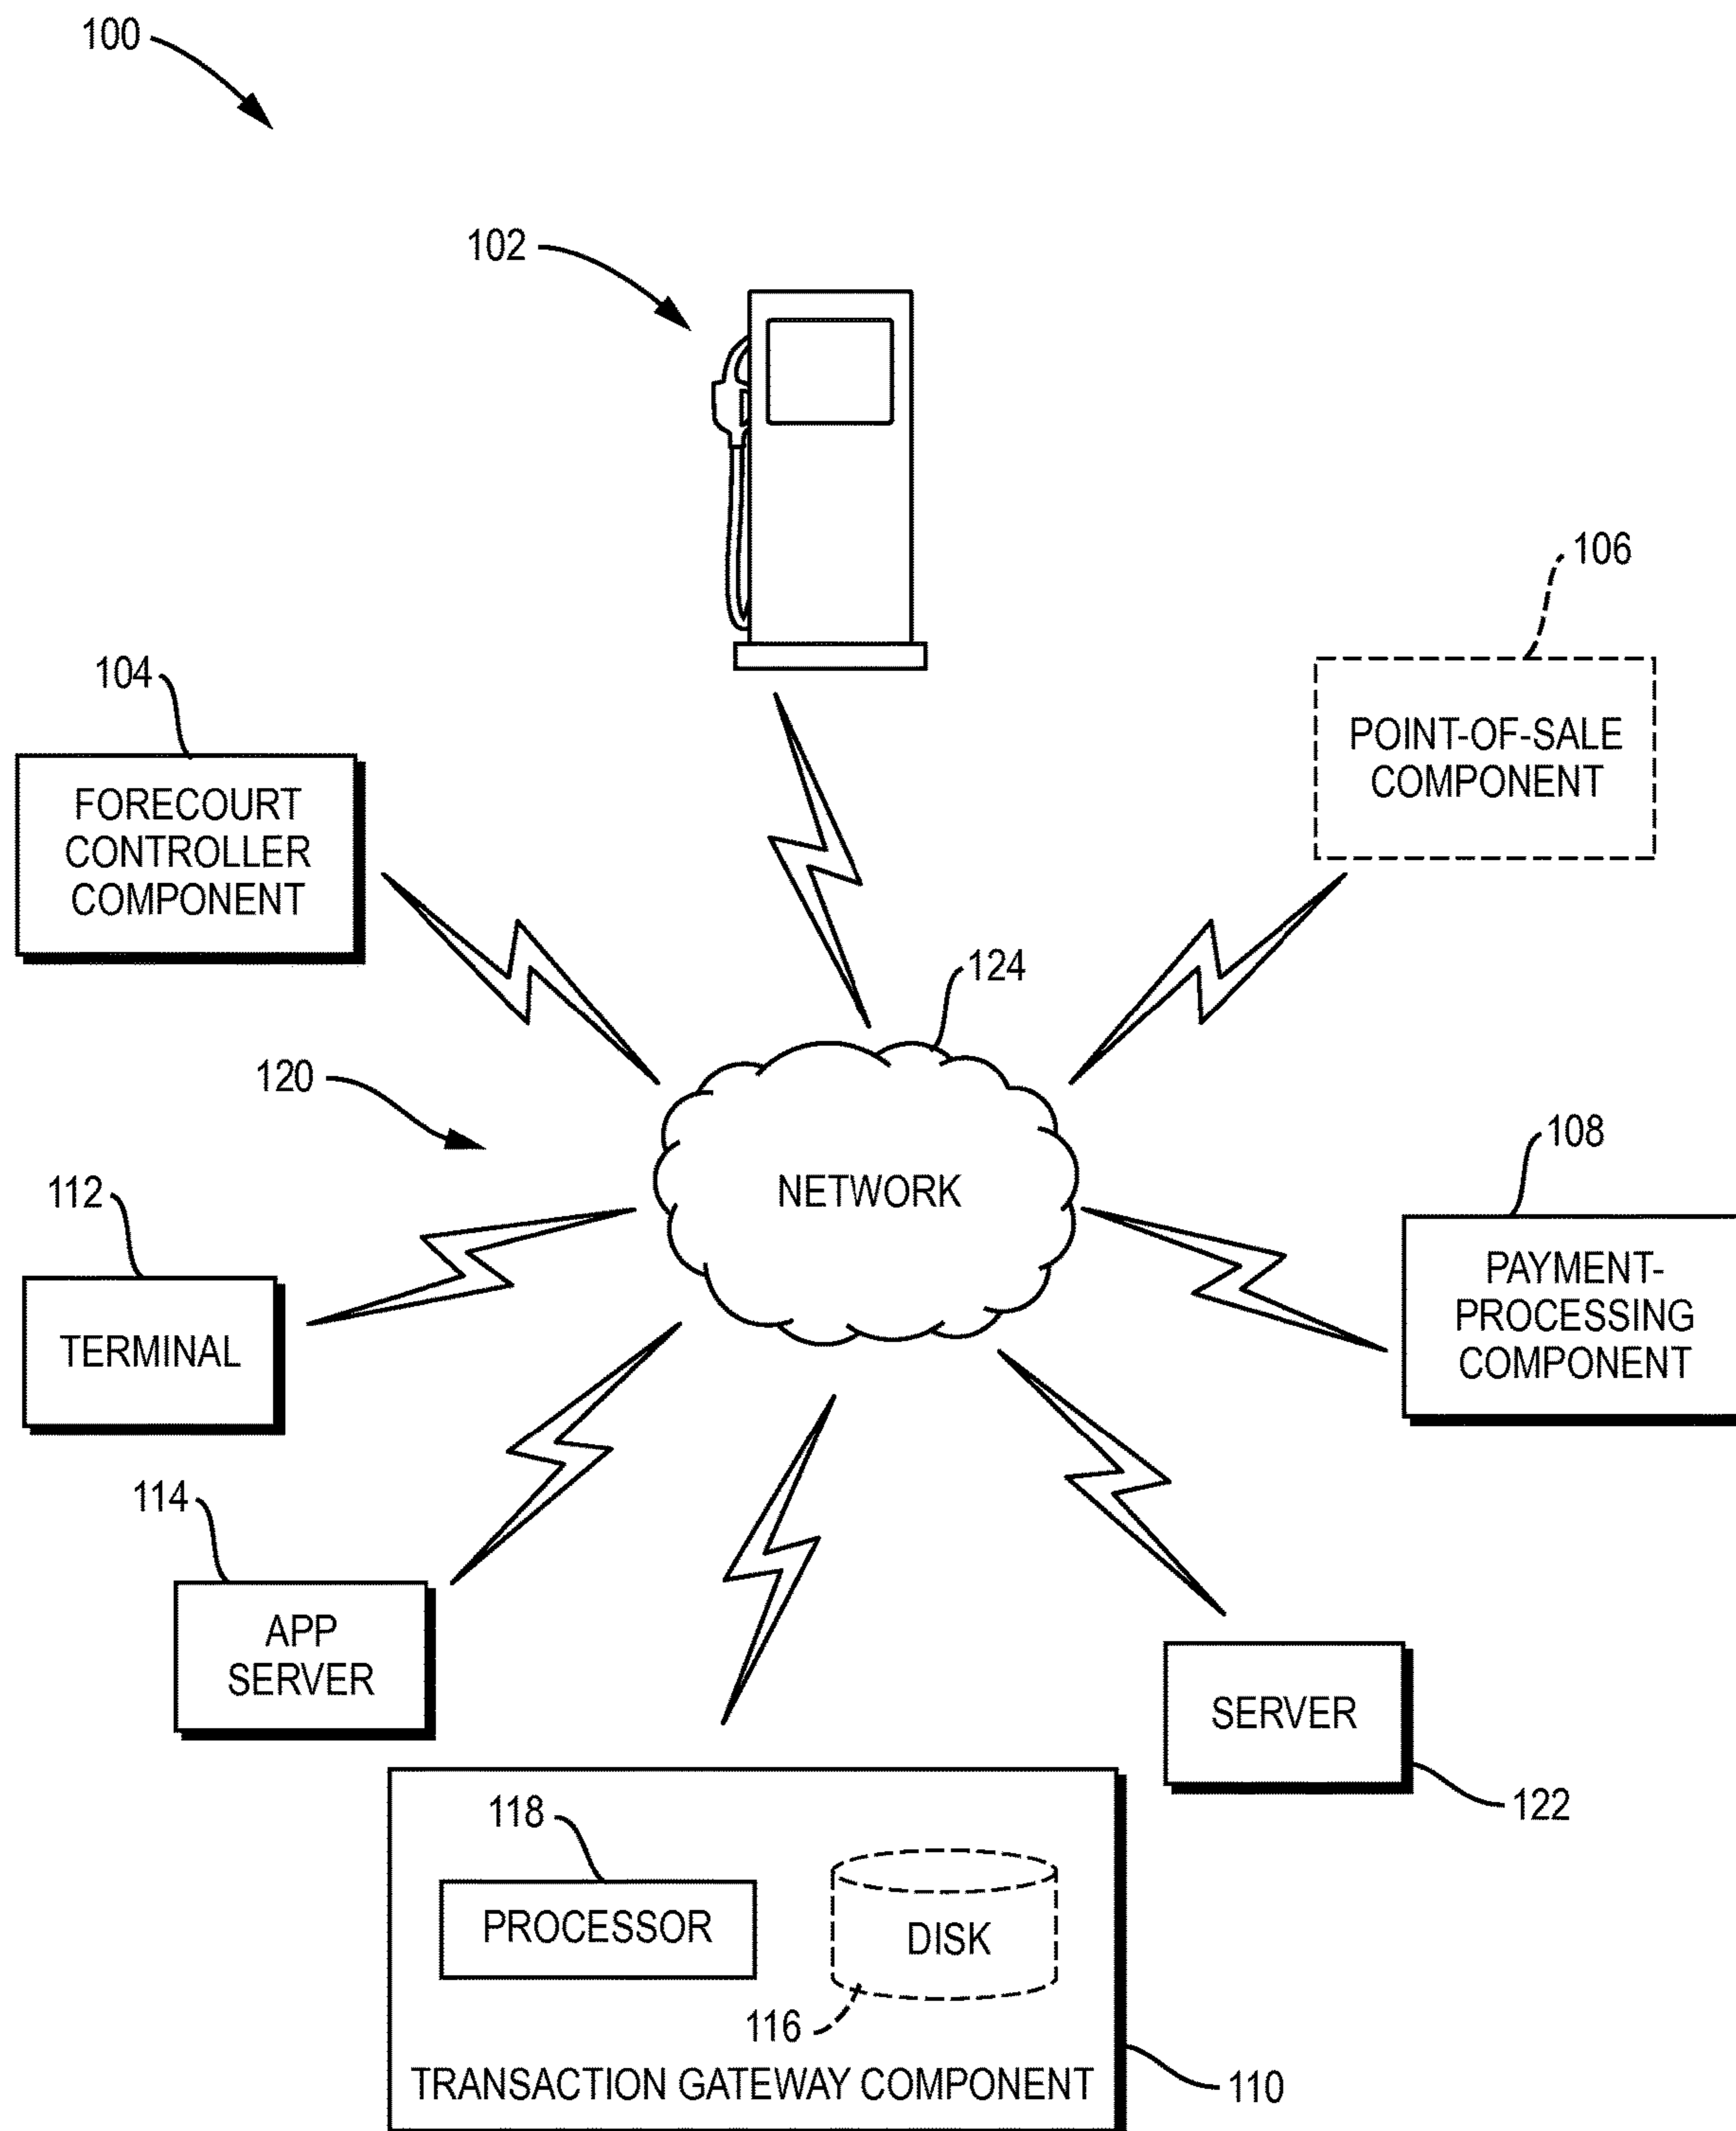 100
102
106
POINT-OF-SALE
COMPONENT
104
FORECOURT
CONTROLLER
COMPONENT
124
120
NETWORK
108
PAYMENT-
PROCESSING
COMPONENT
112
TERMINAL
114
APP
SERVER
SERVER
122
118
PROCESSOR
DISK
116
TRANSACTION GATEWAY COMPONENT
110